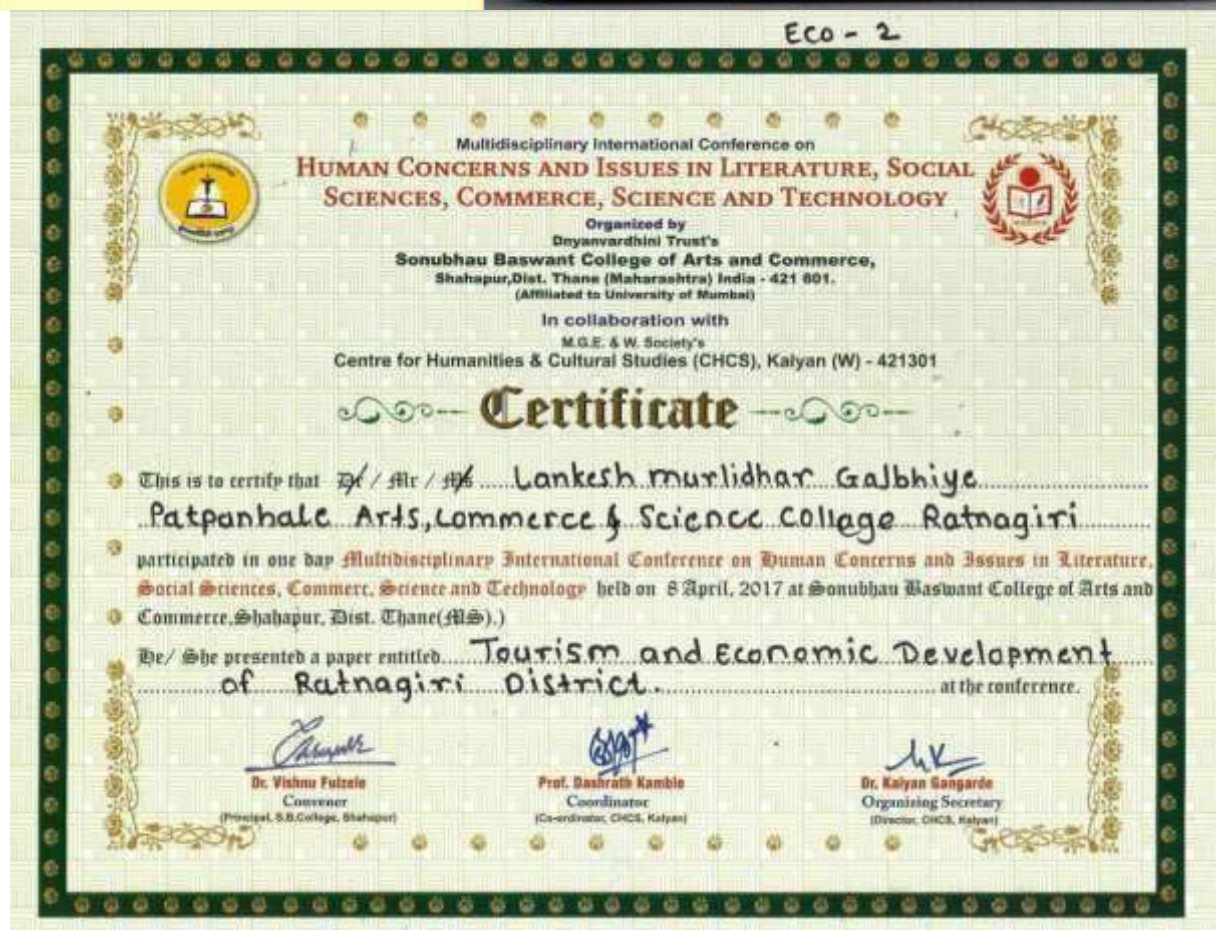 ECO - 2
Multidisciplinary International Conference on
HUMAN CONCERNS AND ISSUES IN LITERATURE, SOCIAL
SCIENCES, COMMERCE, SCIENCE AND TECHNOLOGY
Organized by
Dnyanvardhini Trust's
Sonubhau Baswant College of Arts and Commerce,
Shahapur,Dist. Thane (Maharashtra) India - 421 601.
(Affiliated to University of Mumbai)
In collaboration with
M.G.E. & W. Society's
Centre for Humanities & Cultural Studies (CHCS), Kalyan (W) - 421301
Certificate
This is to certify that Dr / Mr / Ms Lankesh murlidhar Galbhiye
Patpanhale Arts, Commerce & Science College Ratnagiri
participated in one day Multidisciplinary International Conference on Human Concerns and Issues in Literature,
Social Sciences, Commerc, Science and Technology held on 8 April, 2017 at Sonubhau Baswant College of Arts and
Commerce,Shahapur, Dist. Thane(MS).)
He/ She presented a paper entitled Tourism and Economic Development
of Ratnagiri District. at the conference.
Dr. Vishnu Fulzele Prof. Dashrath Kamble Dr. Kalyan Gangarde
Convener Coordinator Organizing Secretary
(Principal, S.B.College, Shahapur) (Co-ordinator, CHCS, Kalyan) (Director, CHCS, Kalyan)